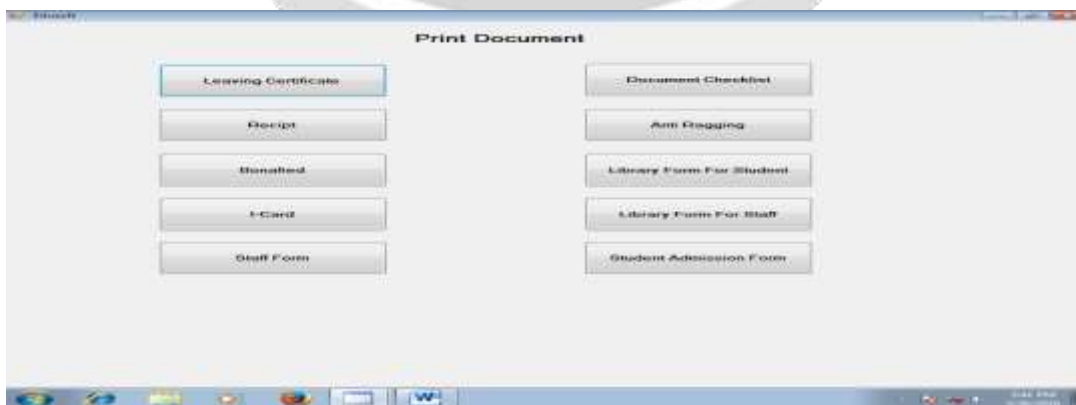 Edusoft
Print Document
Leaving Certificate
Document Checklist
Recipt
Anti Ragging
Bonafied
Library Form For Student
I-Card
Library Form For Staff
Staff Form
Student Admission Form